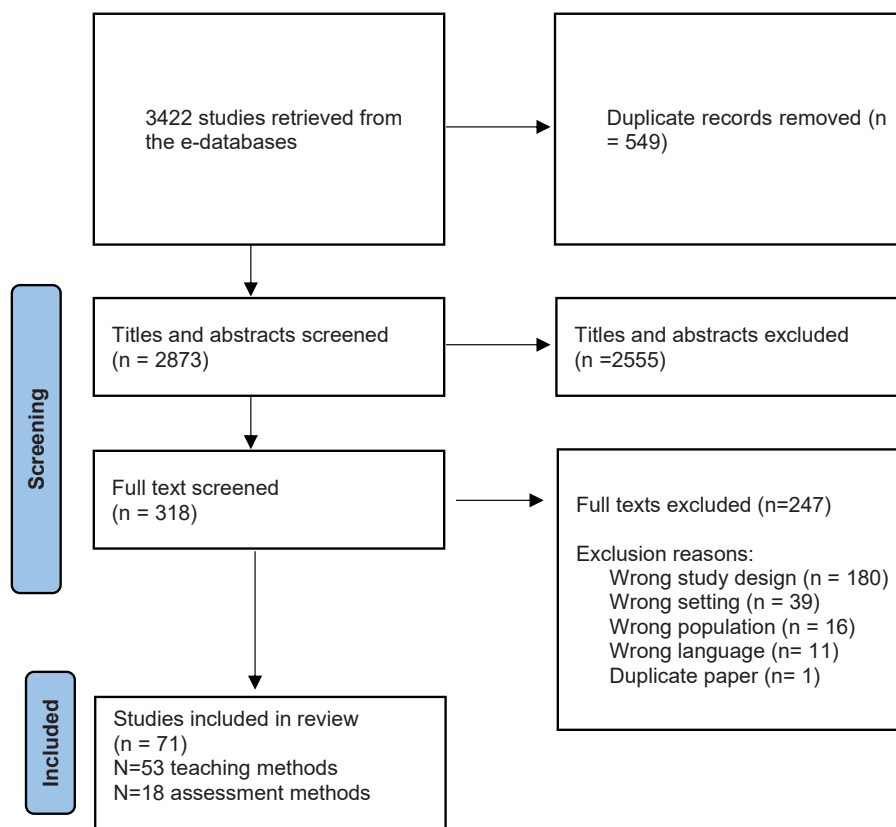 3422 studies retrieved from
the e-databases
Duplicate records removed (n
= 549)
Screening
Titles and abstracts screened
(n = 2873)
Titles and abstracts excluded
(n =2555)
Full text screened
(n = 318)
Full texts excluded (n=247)
Exclusion reasons:
Wrong study design (n = 180)
Wrong setting (n = 39)
Wrong population (n = 16)
Wrong language (n= 11)
Duplicate paper (n= 1)
Included
Studies included in review
(n = 71)
N=53 teaching methods
N=18 assessment methods